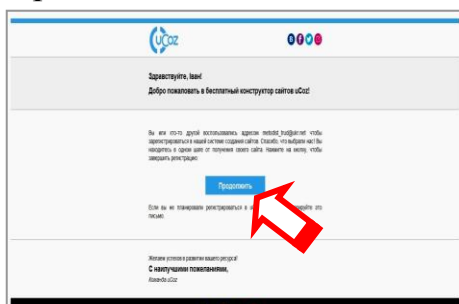 uCoz
Здравствуйте, Іван!
Добро пожаловать в бесплатный конструктор сайтов uCoz!
Вы или кто-то другой воспользовались адресом чтобы
зарегистрироваться в нашей системе создания сайтов. Спасибо, что выбрали нас! Вы
находитесь в одном шаге от получения своего сайта. Нажмите на кнопку, чтобы
завершить регистрацию:
Продолжить
Если вы не планировали регистрироваться в это
письмо.
Желаем успехов в развитии вашего ресурса!
С наилучшими пожеланиями,
Команда uCoz